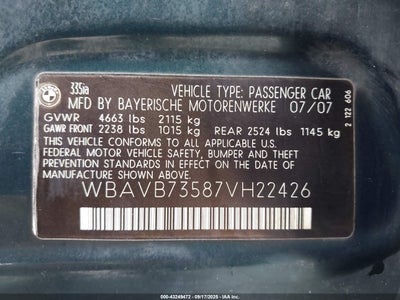 335ia
VEHICLE TYPE: PASSENGER CAR
MFD BY BAYERISCHE MOTORENWERKE 07/07
GVWR 4663 lbs 2115 kg
GAWR FRONT 2238 lbs 1015 kg REAR 2524 lbs 1145 kg
THIS VEHICLE CONFORMS TO ALL APPLICABLE U.S.
FEDERAL MOTOR VEHICLE SAFETY, BUMPER AND THEFT
PREVENTION STANDARDS IN EFFECT ON THE DATE OF
MANUFACTURE SHOWN ABOVE.
WBAVB73587VH22426
2 122 606
000-43249472 - 09/17/2025 - IAAI.COM